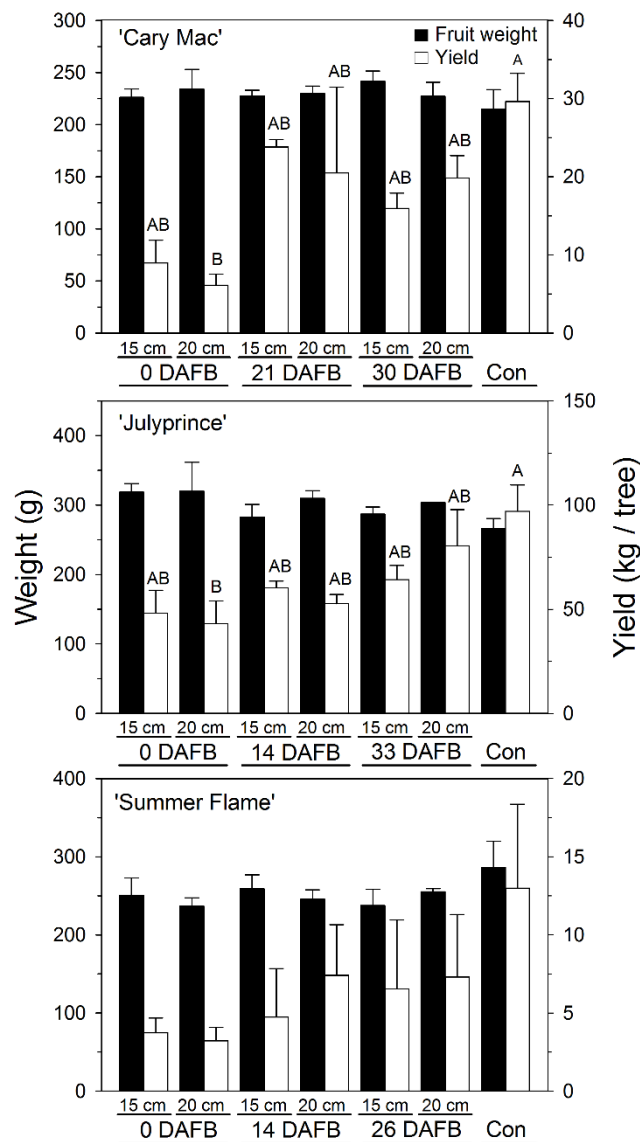 300
250
200
150
100
50
0
'Cary Mac'
Fruit weight
Yield
AB
B
AB
AB
AB
AB
A
40
30
20
10
0
15 cm 20 cm 15 cm 20 cm 15 cm 20 cm
0 DAFB 21 DAFB 30 DAFB Con
400
300
200
100
0
'Julyprince'
AB
B
AB
AB
AB
AB
A
150
100
50
0
15 cm 20 cm 15 cm 20 cm 15 cm 20 cm
0 DAFB 14 DAFB 33 DAFB Con
Weight (g)
Yield (kg / tree)
400
300
200
100
0
'Summer Flame'
20
15
10
5
0
15 cm 20 cm 15 cm 20 cm 15 cm 20 cm
0 DAFB 14 DAFB 26 DAFB Con